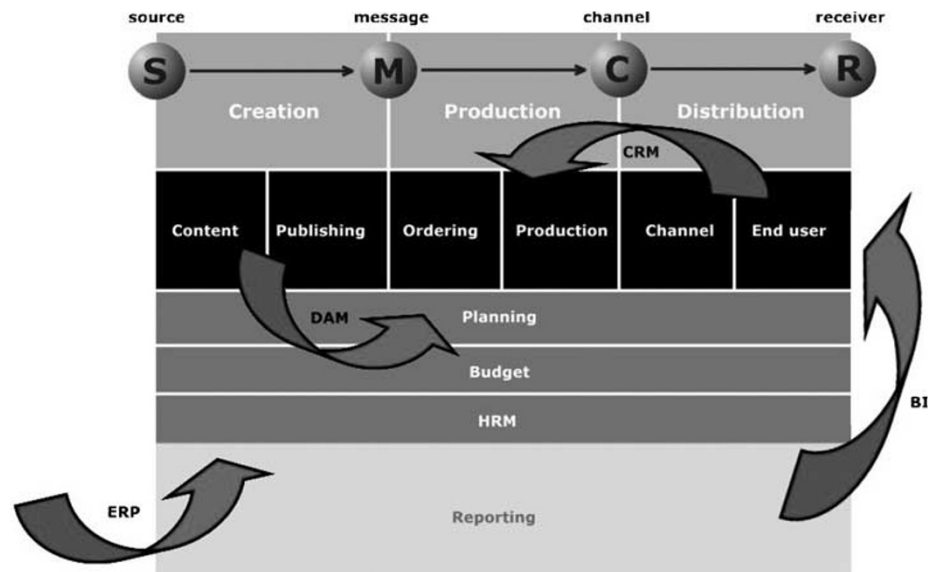 source message channel receiver
S M C R
Creation Production Distribution
CRM
Content Publishing Ordering Production Channel End user
DAM Planning
Budget
BI
HRM
ERP
Reporting